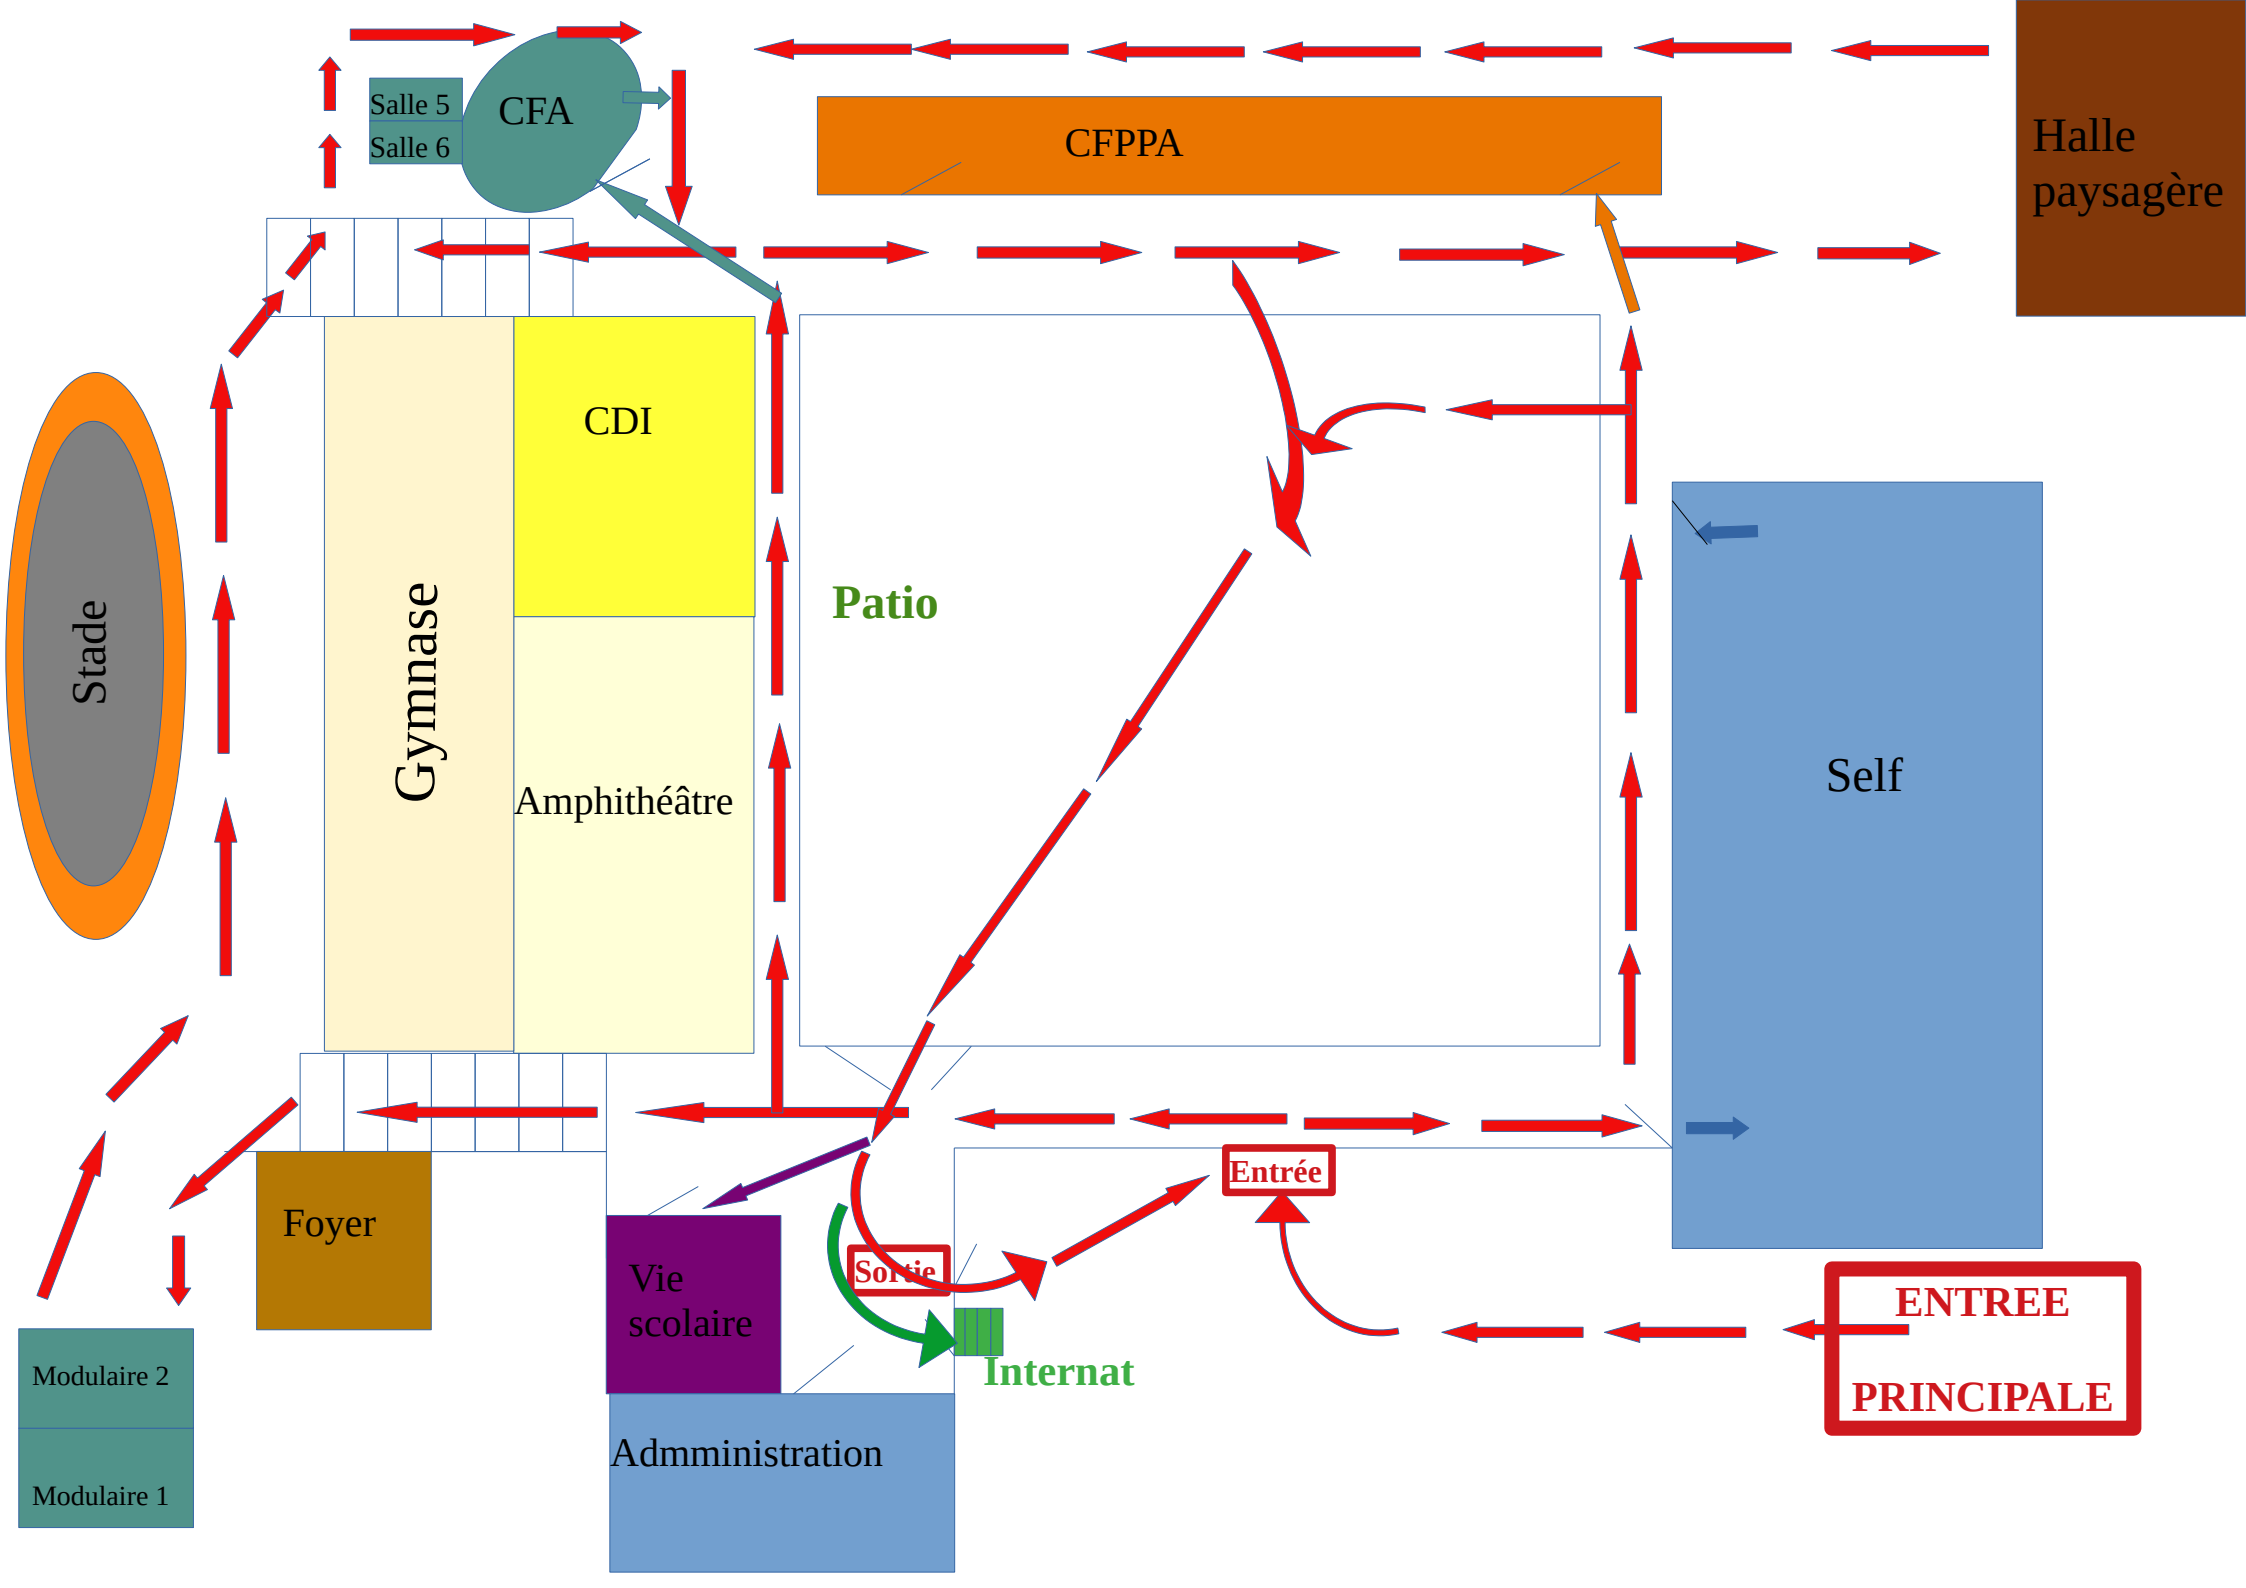 Salle 5
Salle 6
CFA
CFPPA
Halle
paysagère
CDI
Stade
Gymnase
Patio
Amphithéâtre
Self
Entrée
Foyer
Vie
scolaire
Sortie
Internat
ENTREE
PRINCIPALE
Modulaire 2
Modulaire 1
Admministration